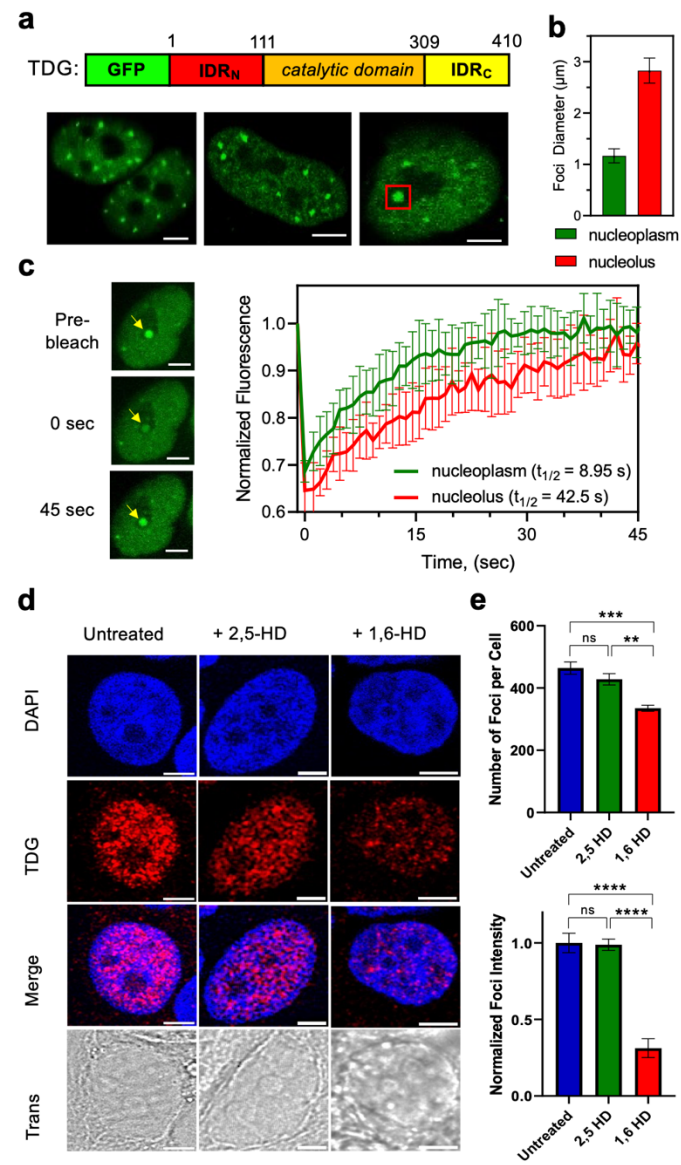 a
1 111 309 410
TDG: GFP IDRN catalytic domain IDRC
b
Foci Diameter (µm)
3
2
1
0
nucleoplasm
nucleolus
c
Pre-
bleach
0 sec
45 sec
Normalized Fluorescence
1.0
0.9
0.8
0.7
0.6
nucleoplasm (t1/2 = 8.95 s)
nucleolus (t1/2 = 42.5 s)
0 15 30 45
Time, (sec)
d
Untreated + 2,5-HD + 1,6-HD
DAPI
TDG
Merge
Trans
e
Number of Foci per Cell
600
400
200
0
***
ns **
Untreated 2,5 HD 1,6 HD
Normalized Foci Intensity
1.0
0.5
0.0
****
ns ****
Untreated 2,5 HD 1,6 HD